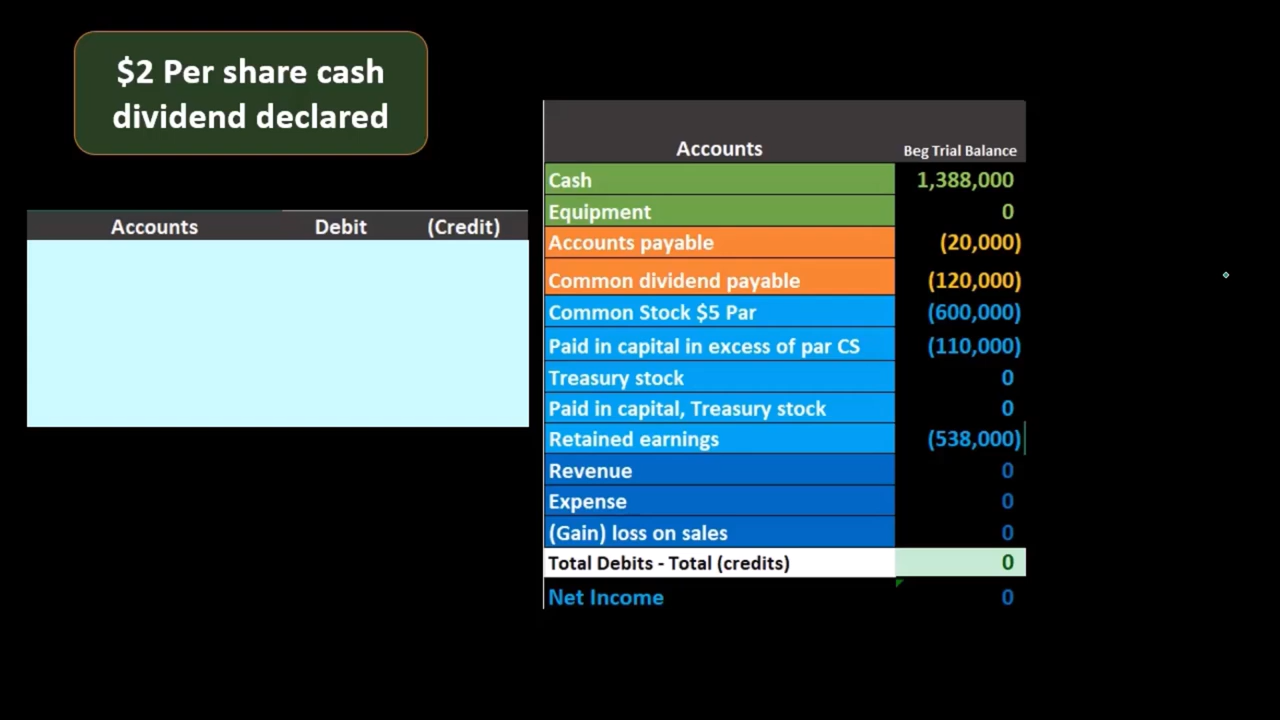 $2 Per share cash
dividend declared
Accounts Debit (Credit)
Accounts Beg Trial Balance
Cash 1,388,000
Equipment 0
Accounts payable (20,000)
Common dividend payable (120,000)
Common Stock $5 Par (600,000)
Paid in capital in excess of par CS (110,000)
Treasury stock 0
Paid in capital, Treasury stock 0
Retained earnings (538,000)
Revenue 0
Expense 0
(Gain) loss on sales 0
Total Debits - Total (credits) 0
Net Income 0